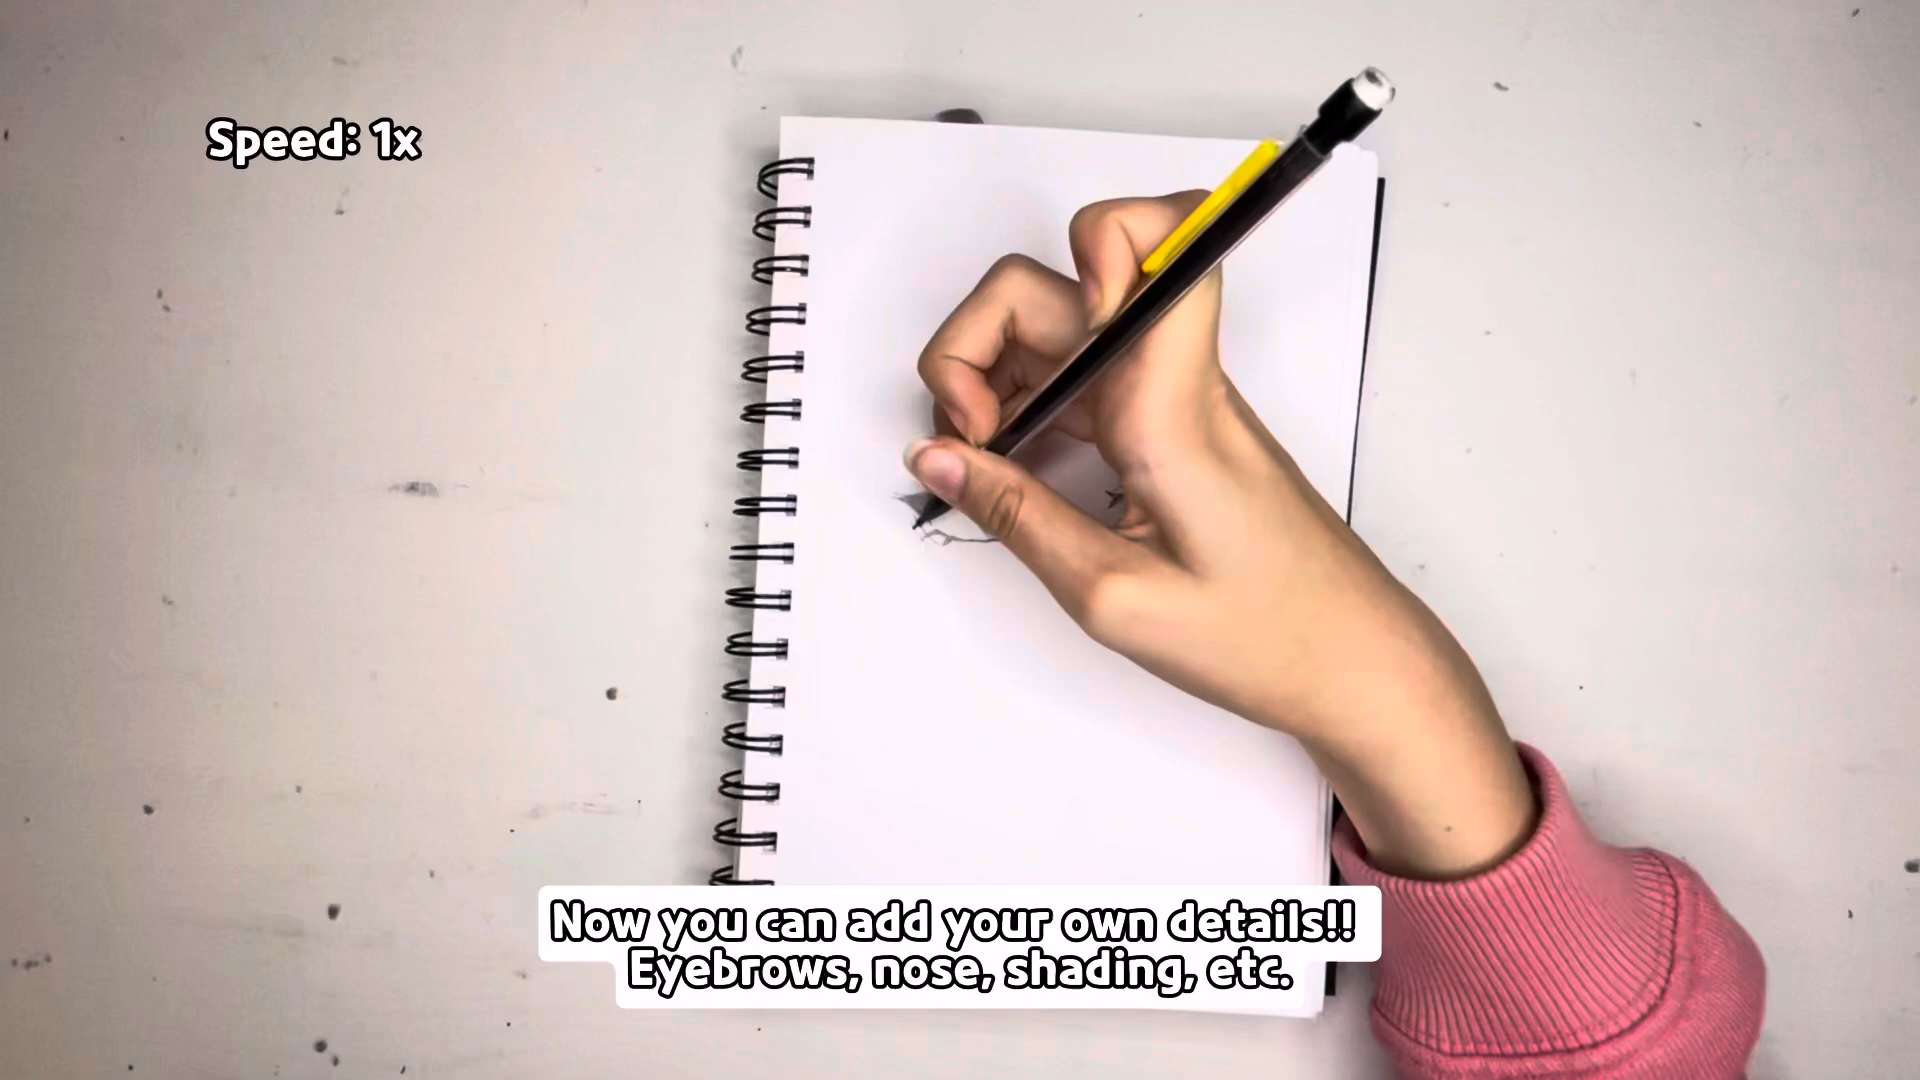 Speed: 1x
Now you can add your own details!!
Eyebrows, nose, shading, etc.